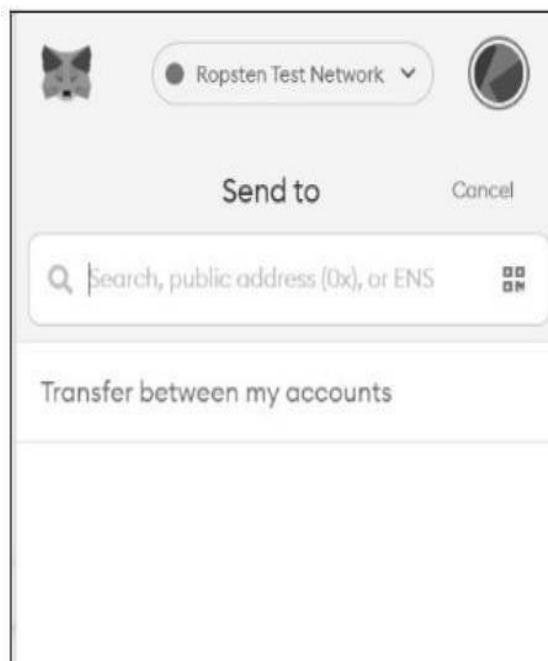 Ropsten Test Network
Send to
Cancel
Search, public address (0x), or ENS
Transfer between my accounts